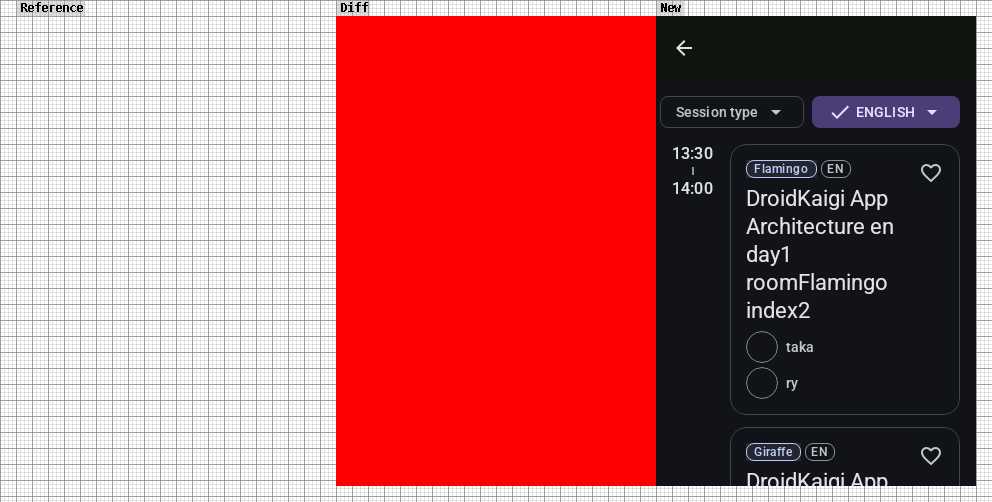 Reference
Diff
New
Session type
ENGLISH
13:30
14:00
Flamingo
EN
DroidKaigi App
Architecture en
day1
roomFlamingo
index2
taka
ry
Giraffe
EN
DroidKaigi App